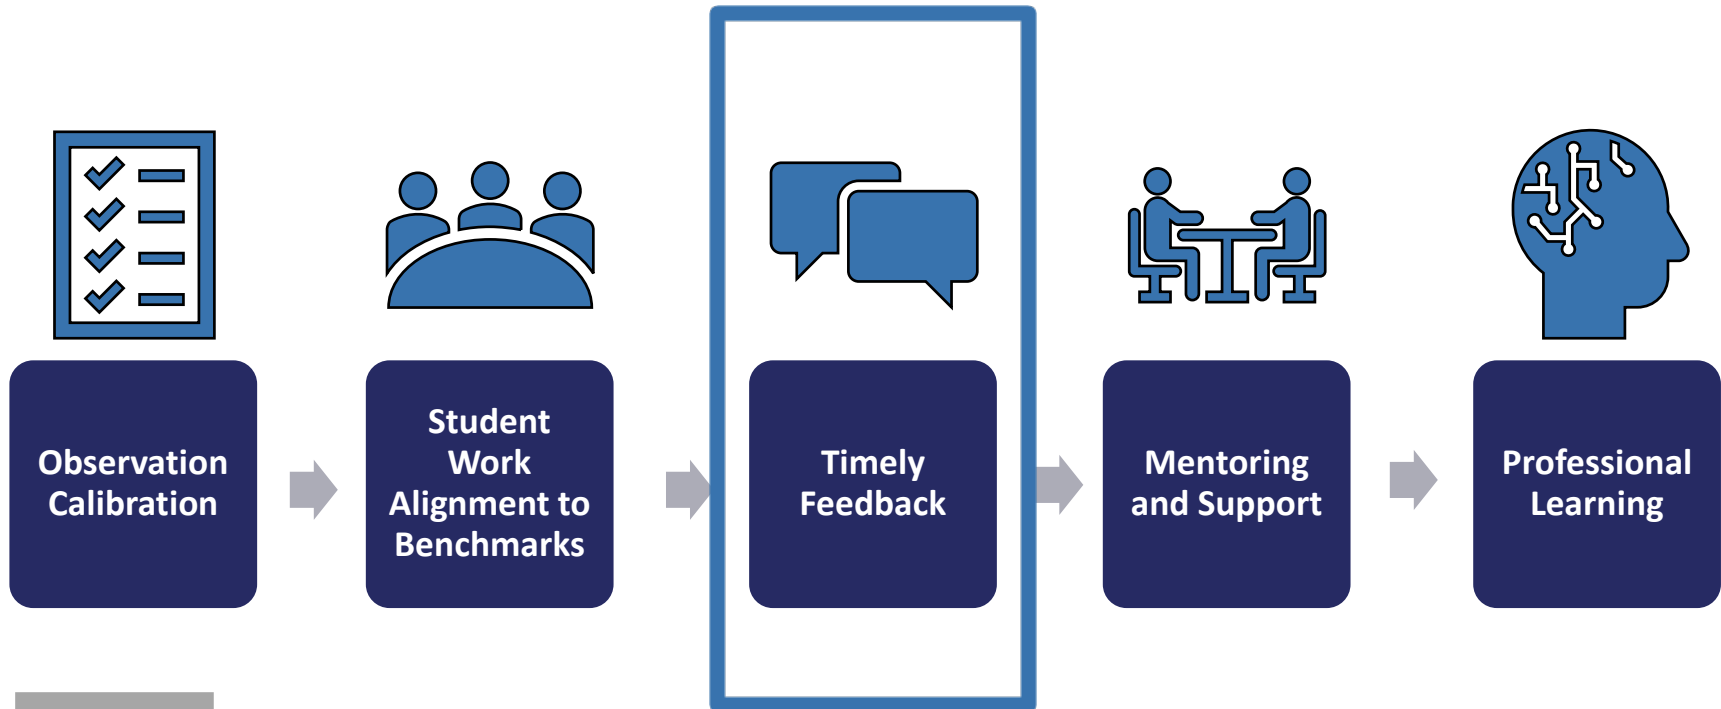 Observation
Calibration
Student
Work
Alignment to
Benchmarks
Timely
Feedback
Mentoring
and Support
Professional
Learning